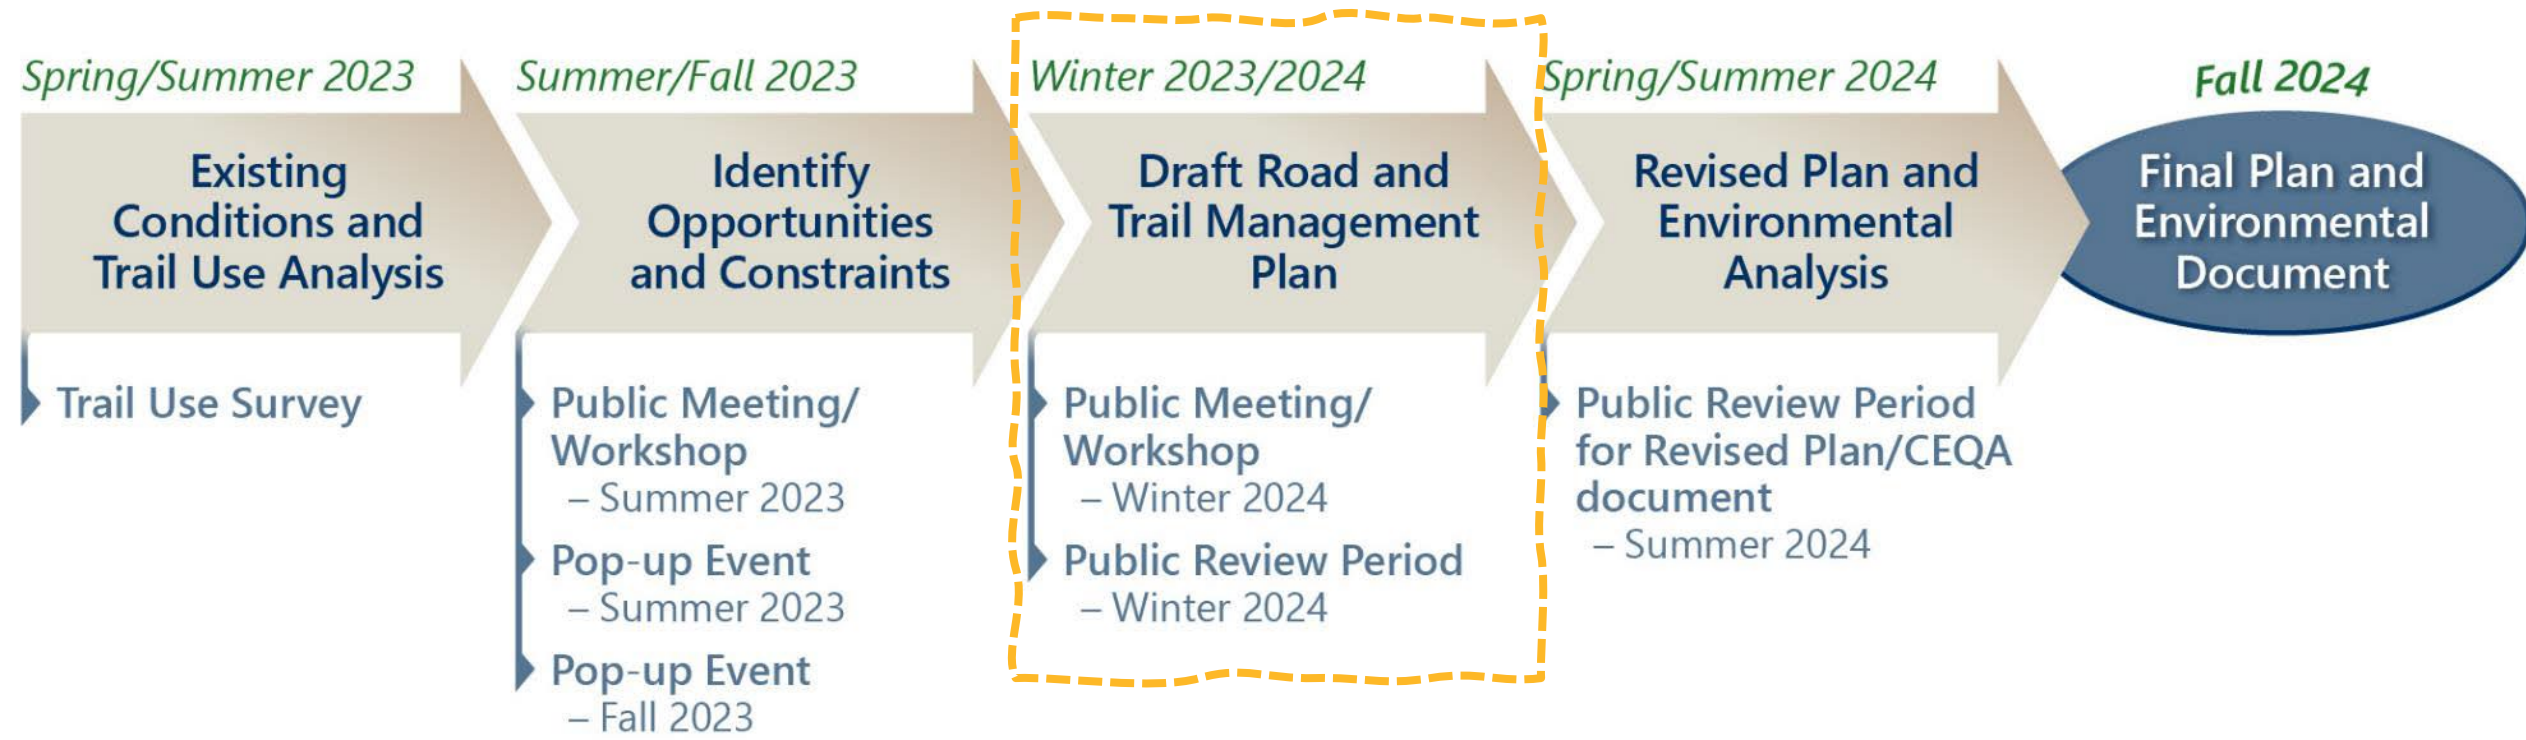 Spring/Summer 2023
Existing
Conditions and
Trail Use Analysis
Trail Use Survey
Summer/Fall 2023
Identify
Opportunities
and Constraints
Public Meeting/
Workshop
– Summer 2023
Pop-up Event
– Summer 2023
Pop-up Event
– Fall 2023
Winter 2023/2024
Draft Road and
Trail Management
Plan
Public Meeting/
Workshop
– Winter 2024
Public Review Period
– Winter 2024
Spring/Summer 2024
Revised Plan and
Environmental
Analysis
Public Review Period
for Revised Plan/CEQA
document
– Summer 2024
Fall 2024
Final Plan and
Environmental
Document